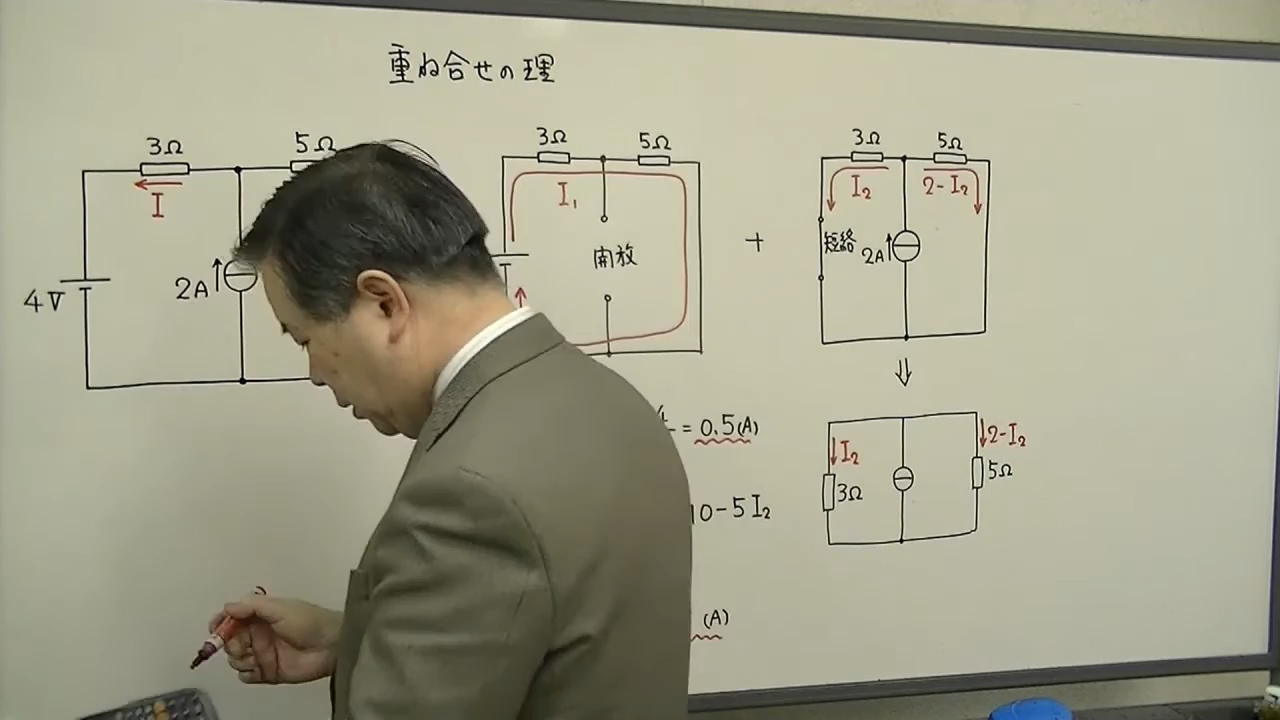 重ね合せの理
3Ω
5Ω
I
4V
2A
3Ω
5Ω
I₁
開放
+
3Ω
5Ω
I₂
2-I₂
短絡
2A
⇓
= 0.5(A)
10-5I₂
(A)
I₂
2-I₂
3Ω
5Ω